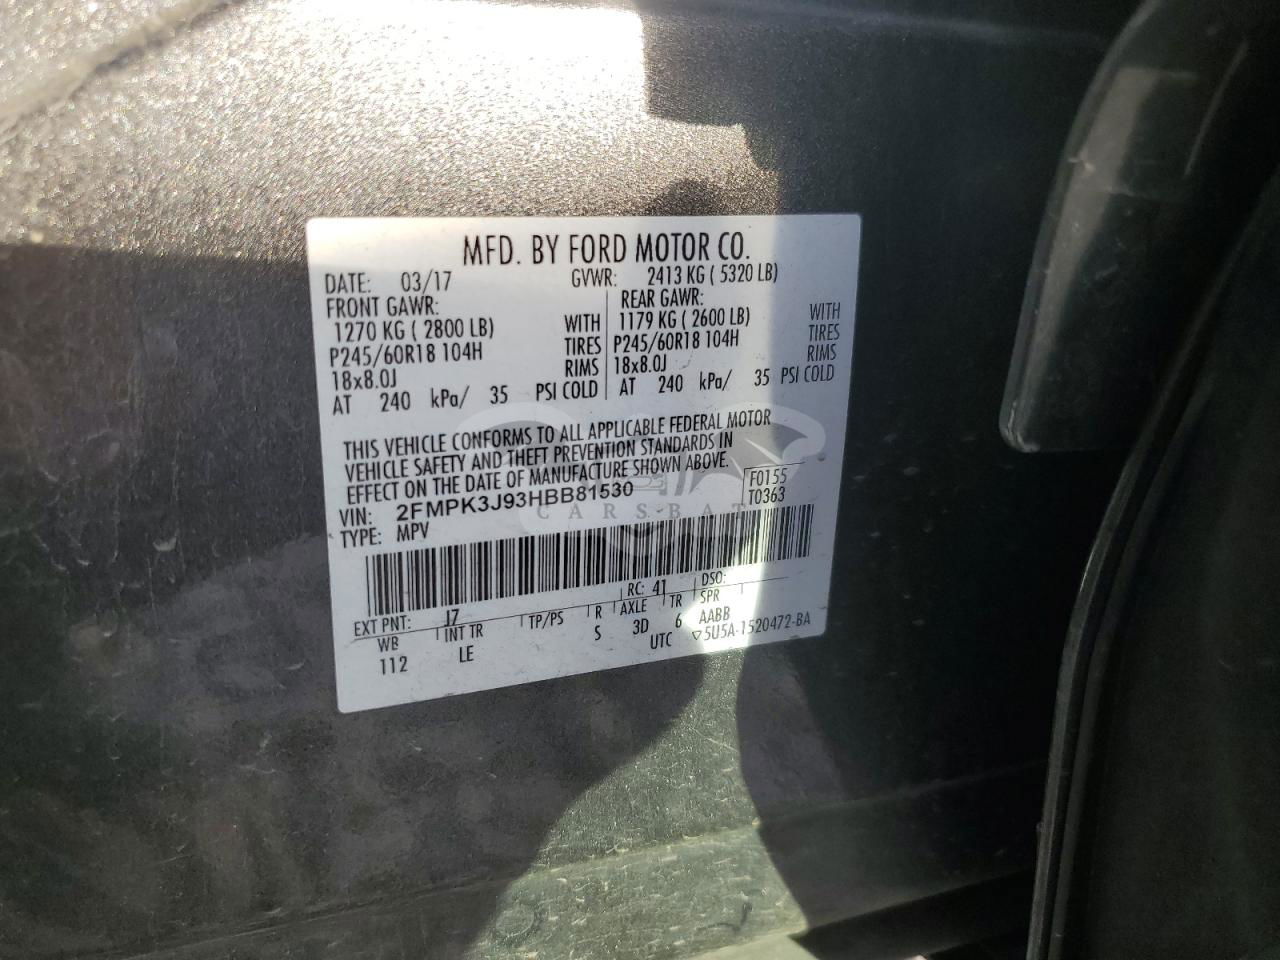 MFD. BY FORD MOTOR CO.
DATE: 03/17 GVWR: 2413 KG ( 5320 LB)
FRONT GAWR: REAR GAWR:
1270 KG ( 2800 LB) WITH 1179 KG ( 2600 LB) WITH
P245/60R18 104H TIRES P245/60R18 104H TIRES
18x8.0J RIMS 18x8.0J RIMS
AT 240 kPa/ 35 PSI COLD AT 240 kPa/ 35 PSI COLD
THIS VEHICLE CONFORMS TO ALL APPLICABLE FEDERAL MOTOR
VEHICLE SAFETY AND THEFT PREVENTION STANDARDS IN
EFFECT ON THE DATE OF MANUFACTURE SHOWN ABOVE.
VIN: 2FMPK3J93HBB81530 F0155
TYPE: MPV T0363
CARSBAT
EXT PNT: J7 RC: 41 DSO:
WB INT TR TP/PS R AXLE TR SPR
112 LE S 3D 6 AABB
UTC ▽5U5A-1520472-BA